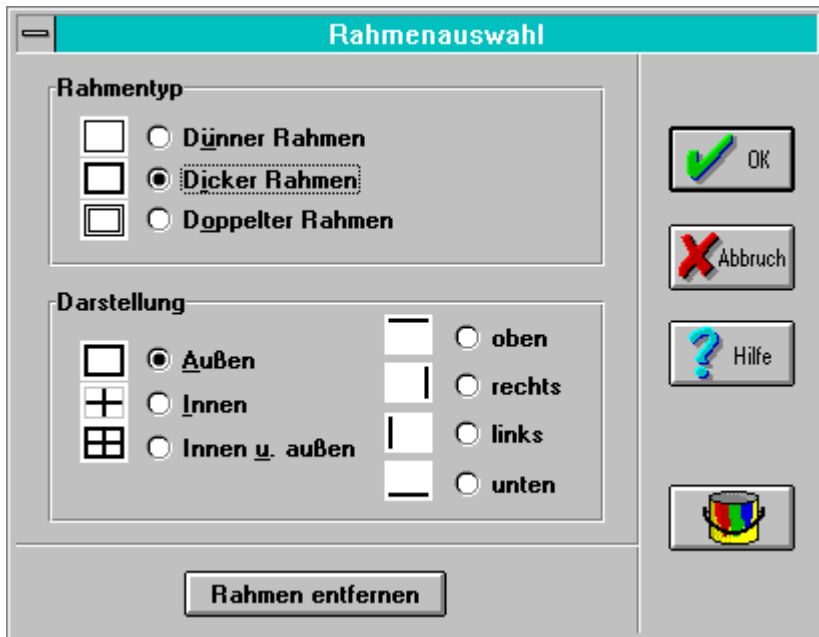 Rahmenauswahl
Rahmentyp
Dünner Rahmen
Dicker Rahmen
Doppelter Rahmen
Darstellung
Außen
Innen
Innen u. außen
oben
rechts
links
unten
Rahmen entfernen
OK
Abbruch
Hilfe